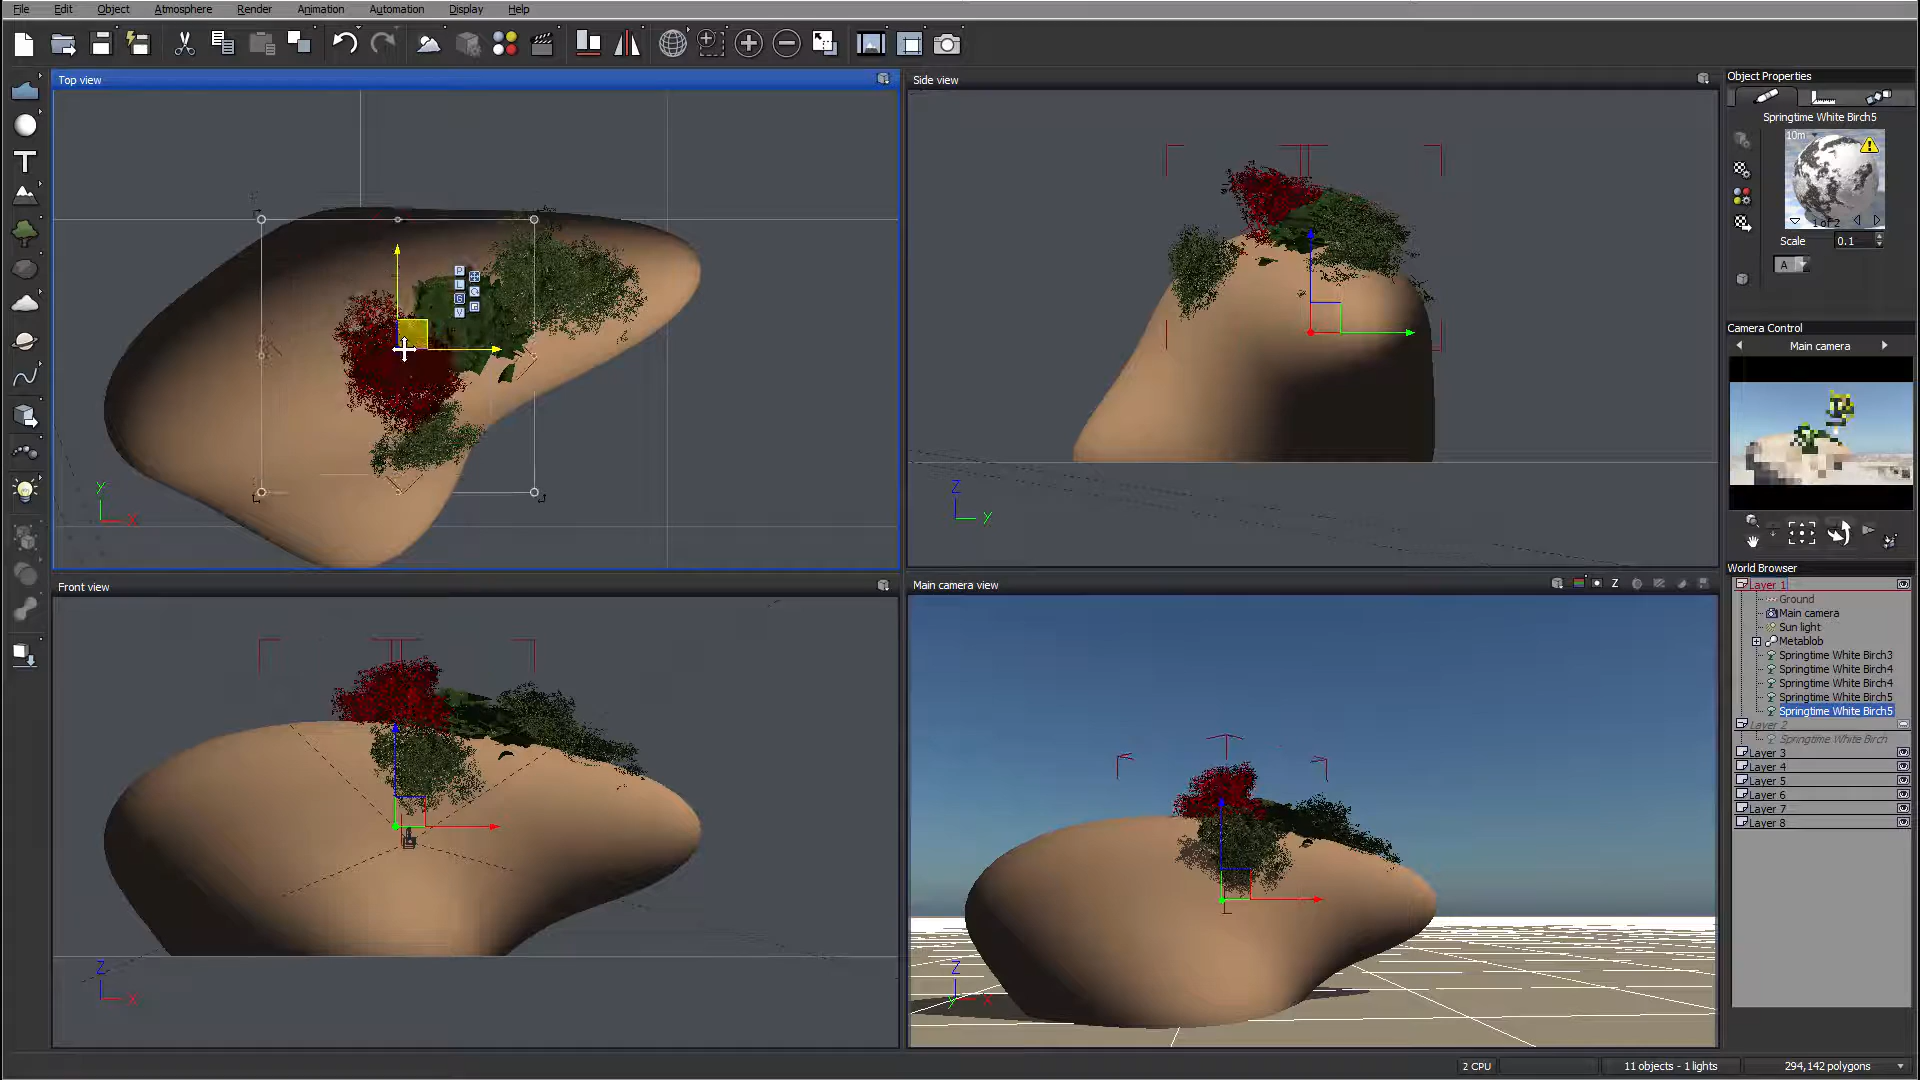 File Edit Object Atmosphere Render Animation Automation Display Help
Top view
Side view
Object Properties
Springtime White Birch5
10m
1 of 2
Scale 0.1
A
P
L
G
V
Y
X
Z
Y
Camera Control
Main camera
World Browser
Layer 1
Ground
Main camera
Sun light
Metablob
Springtime White Birch3
Springtime White Birch4
Springtime White Birch4
Springtime White Birch5
Springtime White Birch5
Layer 2
Springtime White Birch
Layer 3
Layer 4
Layer 5
Layer 6
Layer 7
Layer 8
Front view
Main camera view
Z
Z
X
Z
Y
X
2 CPU
11 objects - 1 lights
294,142 polygons